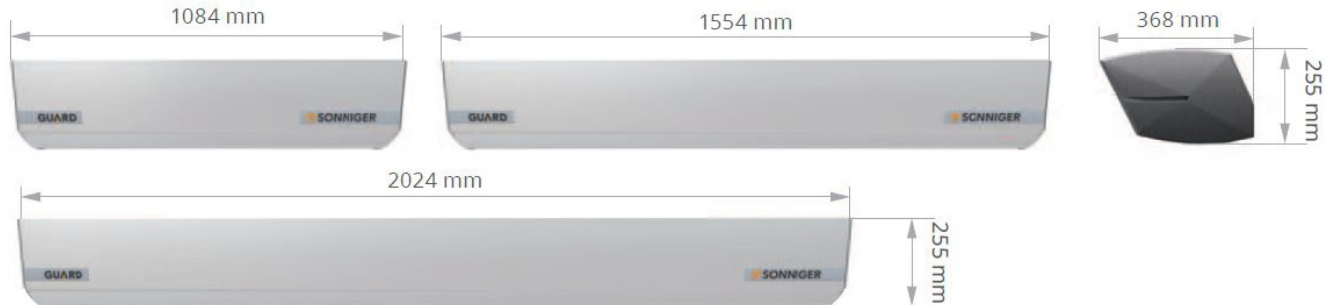 1084 mm
1554 mm
368 mm
255 mm
GUARD
SONNIGER
GUARD
SONNIGER
2024 mm
255 mm
GUARD
SONNIGER